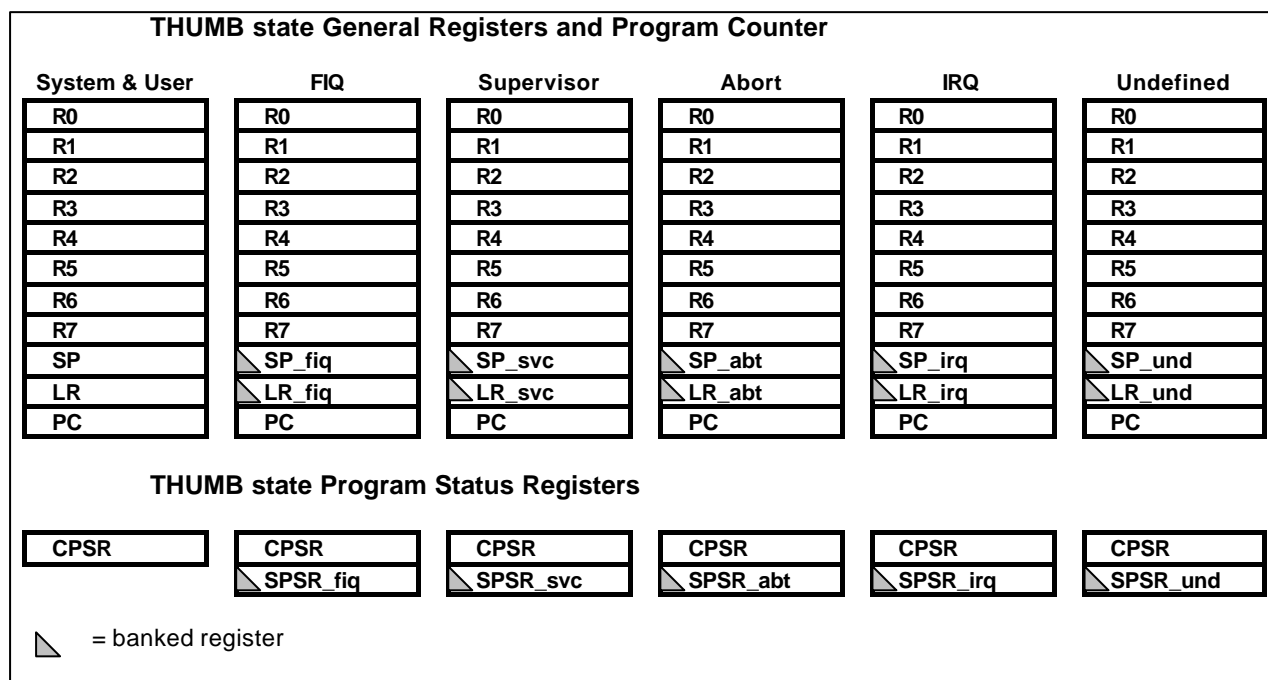 THUMB state General Registers and Program Counter
System & User FIQ Supervisor Abort IRQ Undefined
R0 R0 R0 R0 R0 R0
R1 R1 R1 R1 R1 R1
R2 R2 R2 R2 R2 R2
R3 R3 R3 R3 R3 R3
R4 R4 R4 R4 R4 R4
R5 R5 R5 R5 R5 R5
R6 R6 R6 R6 R6 R6
R7 R7 R7 R7 R7 R7
SP SP_fiq SP_svc SP_abt SP_irq SP_und
LR LR_fiq LR_svc LR_abt LR_irq LR_und
PC PC PC PC PC PC
THUMB state Program Status Registers
CPSR CPSR CPSR CPSR CPSR CPSR
SPSR_fiq SPSR_svc SPSR_abt SPSR_irq SPSR_und
= banked register